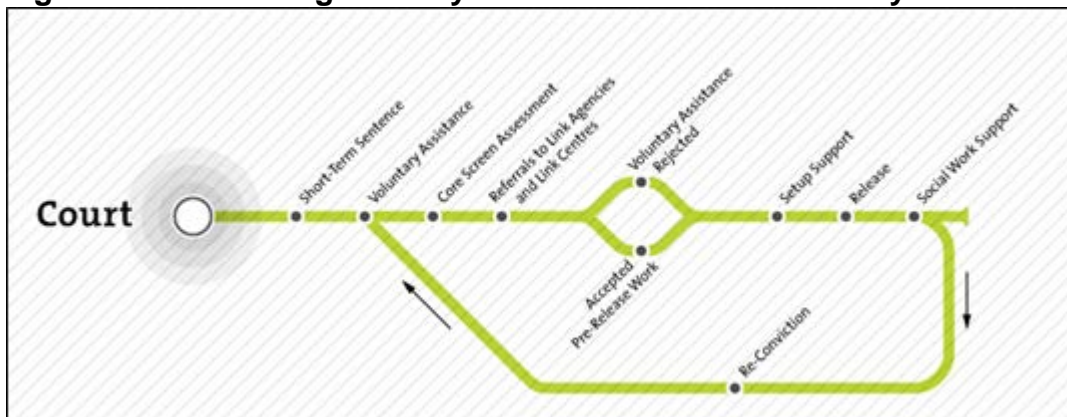 Court
Short-Term Sentence
Voluntary Assistance
Core Screen Assessment
Referrals to Link Agencies
and Link Centres
Voluntary Assistance
Rejected
Accepted
Pre-Release Work
Setup Support
Release
Social Work Support
Re-Conviction